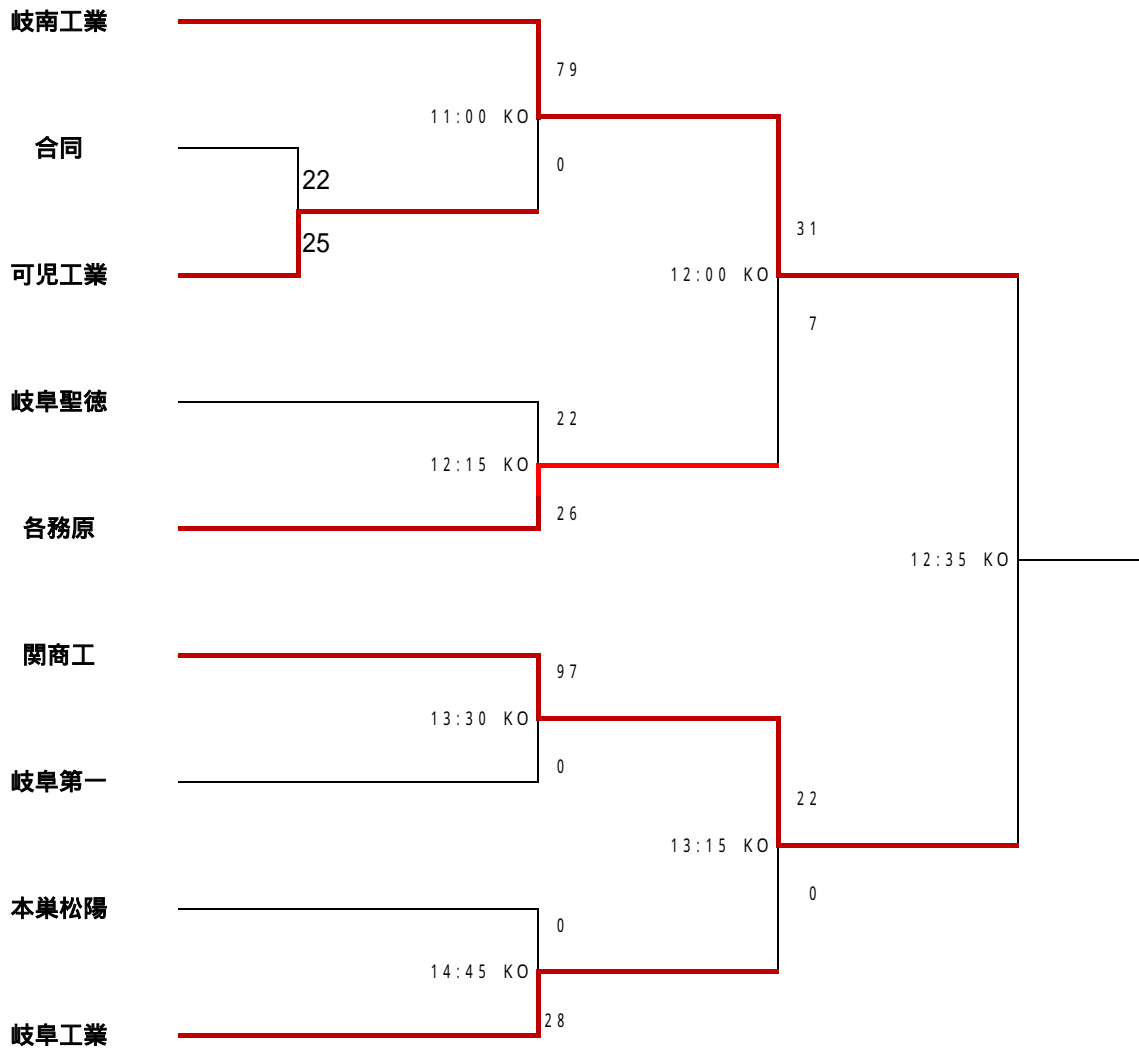 岐南工業
79
11:00 KO
合同
0
22
31
25
可児工業
12:00 KO
7
岐阜聖徳
22
12:15 KO
26
各務原
12:35 KO
関商工
97
13:30 KO
0
岐阜第一
22
13:15 KO
0
本巣松陽
0
14:45 KO
28
岐阜工業